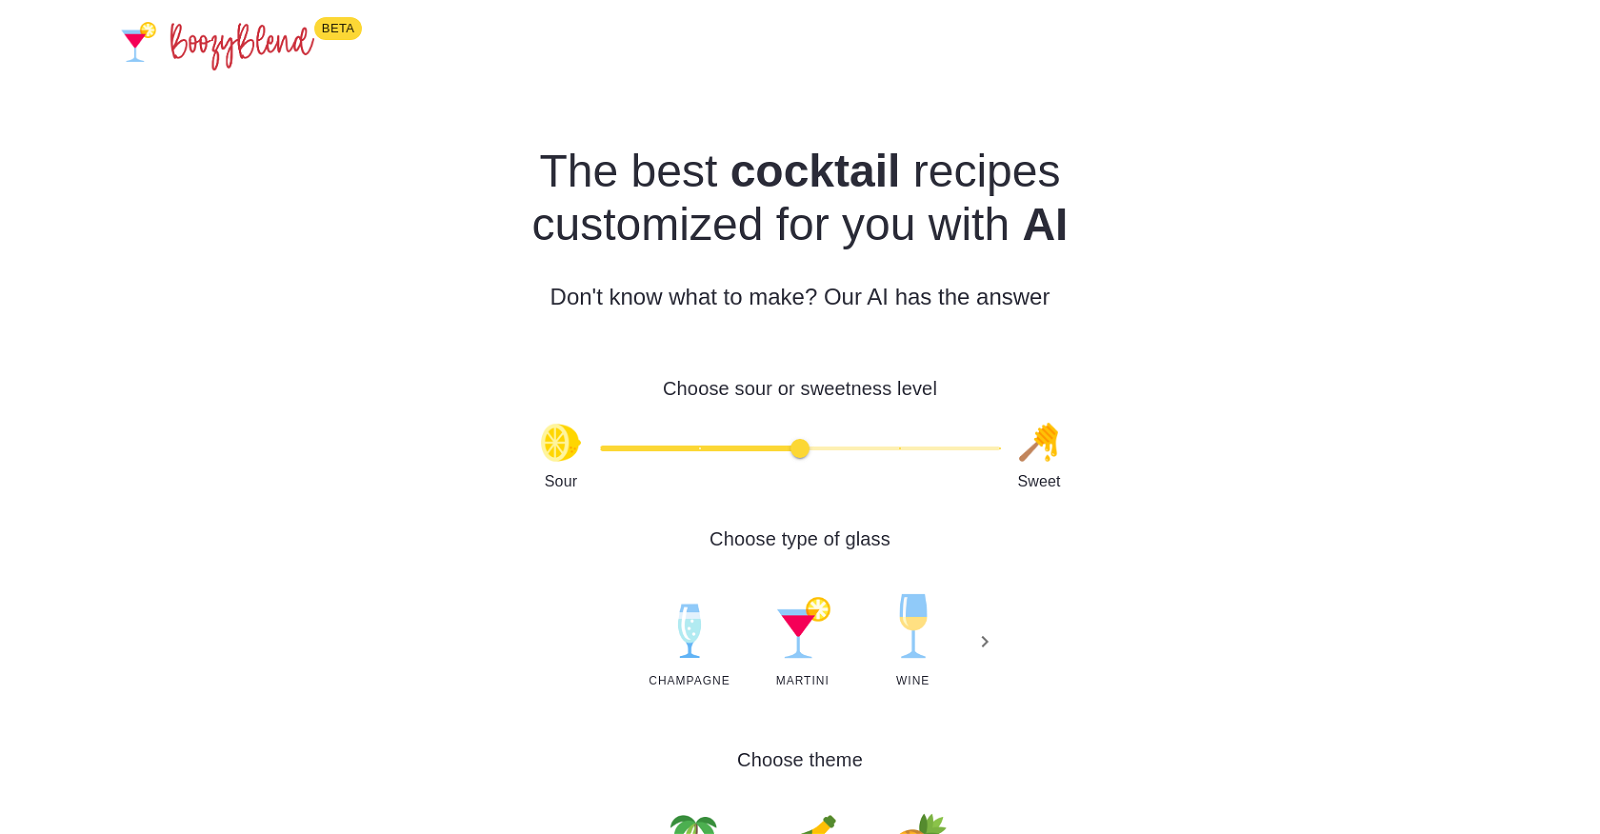 BoozyBlend
BETA
The best cocktail recipes
customized for you with AI
Don't know what to make? Our AI has the answer
Choose sour or sweetness level
Sour
Sweet
Choose type of glass
CHAMPAGNE
MARTINI
WINE
Choose theme